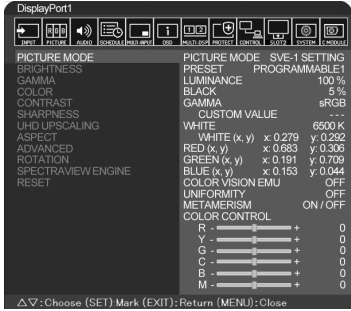 DisplayPort1
INPUT PICTURE AUDIO SCHEDULE MULTI-INPUT OSD MULTI-DSP PROTECT CONTROL SLOT2 SYSTEM C MODULE
PICTURE MODE PICTURE MODE SVE-1 SETTING
BRIGHTNESS PRESET PROGRAMMABLE1
GAMMA LUMINANCE 100 %
COLOR BLACK 5 %
CONTRAST GAMMA sRGB
SHARPNESS CUSTOM VALUE - - -
UHD UPSCALING WHITE 6500 K
ASPECT WHITE (x, y) x: 0.279 y: 0.292
ADVANCED RED (x, y) x: 0.683 y: 0.306
ROTATION GREEN (x, y) x: 0.191 y: 0.709
SPECTRAVIEW ENGINE BLUE (x, y) x: 0.153 y: 0.044
RESET COLOR VISION EMU OFF
UNIFORMITY OFF
METAMERISM ON / OFF
COLOR CONTROL
R - + 0
Y - + 0
G - + 0
C - + 0
B - + 0
M - + 0
△▽:Choose (SET):Mark (EXIT):Return (MENU):Close